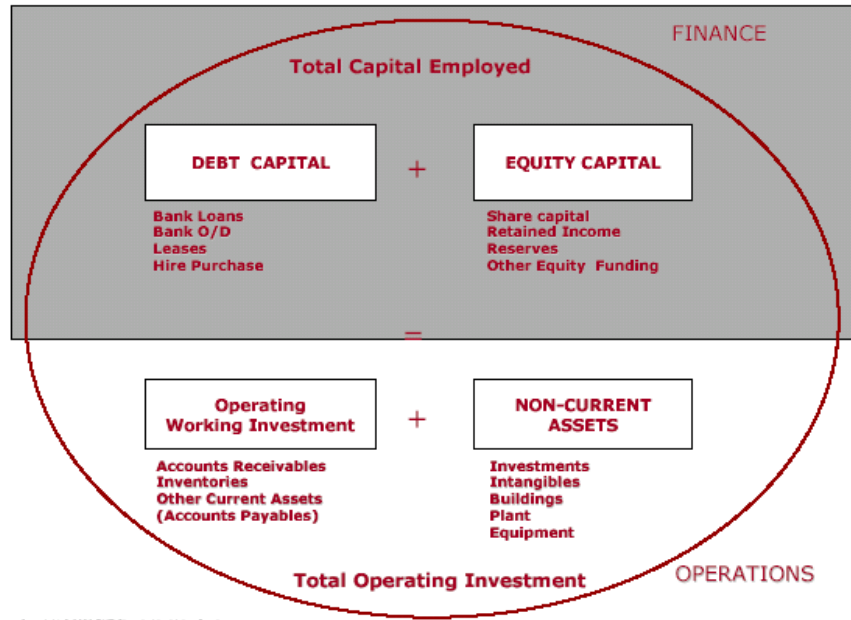 FINANCE
Total Capital Employed
DEBT CAPITAL
+
EQUITY CAPITAL
Bank Loans
Bank O/D
Leases
Hire Purchase
Share capital
Retained Income
Reserves
Other Equity Funding
=
Operating
Working Investment
+
NON-CURRENT
ASSETS
Accounts Receivables
Inventories
Other Current Assets
(Accounts Payables)
Investments
Intangibles
Buildings
Plant
Equipment
Total Operating Investment
OPERATIONS